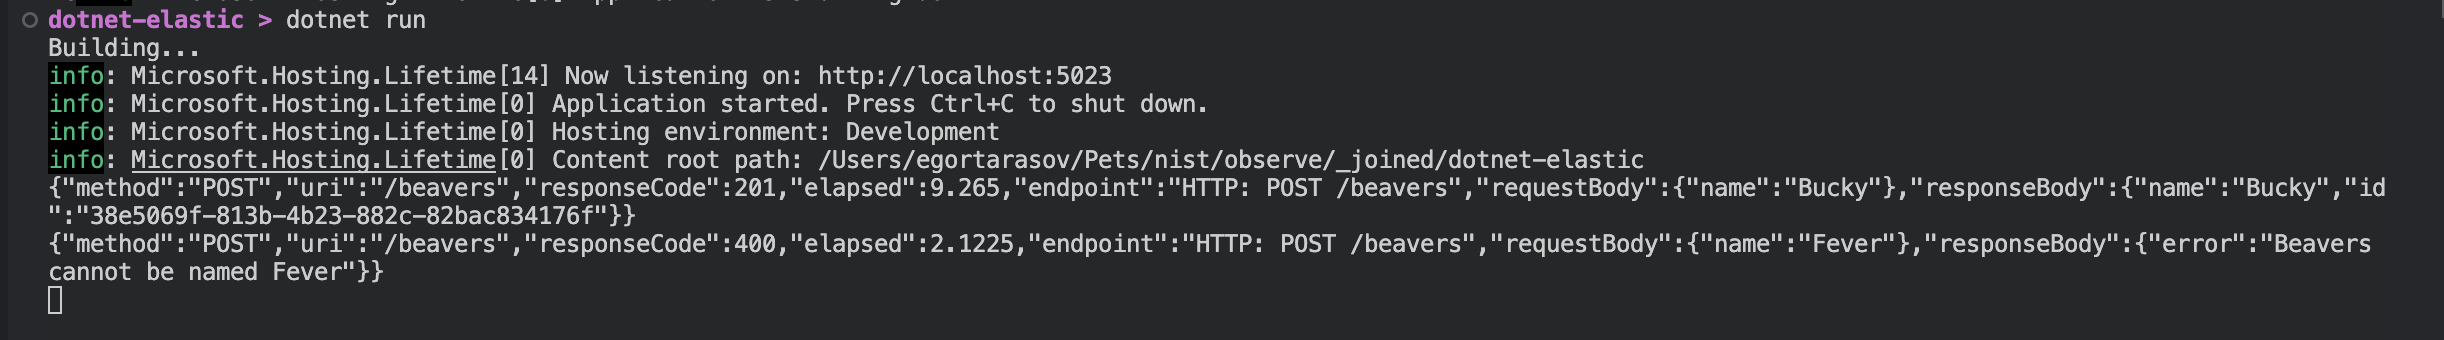 dotnet-elastic > dotnet run
Building...
info: Microsoft.Hosting.Lifetime[14] Now listening on: http://localhost:5023
info: Microsoft.Hosting.Lifetime[0] Application started. Press Ctrl+C to shut down.
info: Microsoft.Hosting.Lifetime[0] Hosting environment: Development
info: Microsoft.Hosting.Lifetime[0] Content root path: /Users/egortarasov/Pets/nist/observe/_joined/dotnet-elastic
{"method":"POST","uri":"/beavers","responseCode":201,"elapsed":9.265,"endpoint":"HTTP: POST /beavers","requestBody":{"name":"Bucky"},"responseBody":{"name":"Bucky","id
":"38e5069f-813b-4b23-882c-82bac834176f"}}
{"method":"POST","uri":"/beavers","responseCode":400,"elapsed":2.1225,"endpoint":"HTTP: POST /beavers","requestBody":{"name":"Fever"},"responseBody":{"error":"Beavers
cannot be named Fever"}}